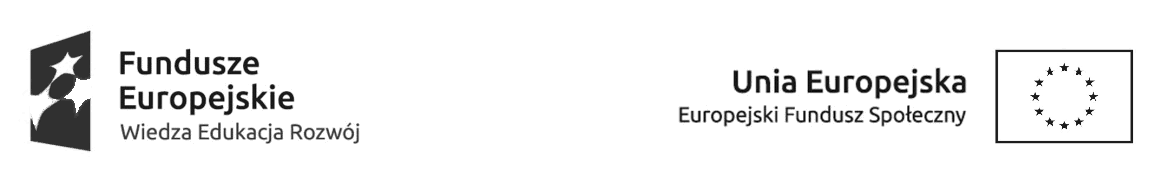 Fundusze
Europejskie
Wiedza Edukacja Rozwój
Unia Europejska
Europejski Fundusz Społeczny